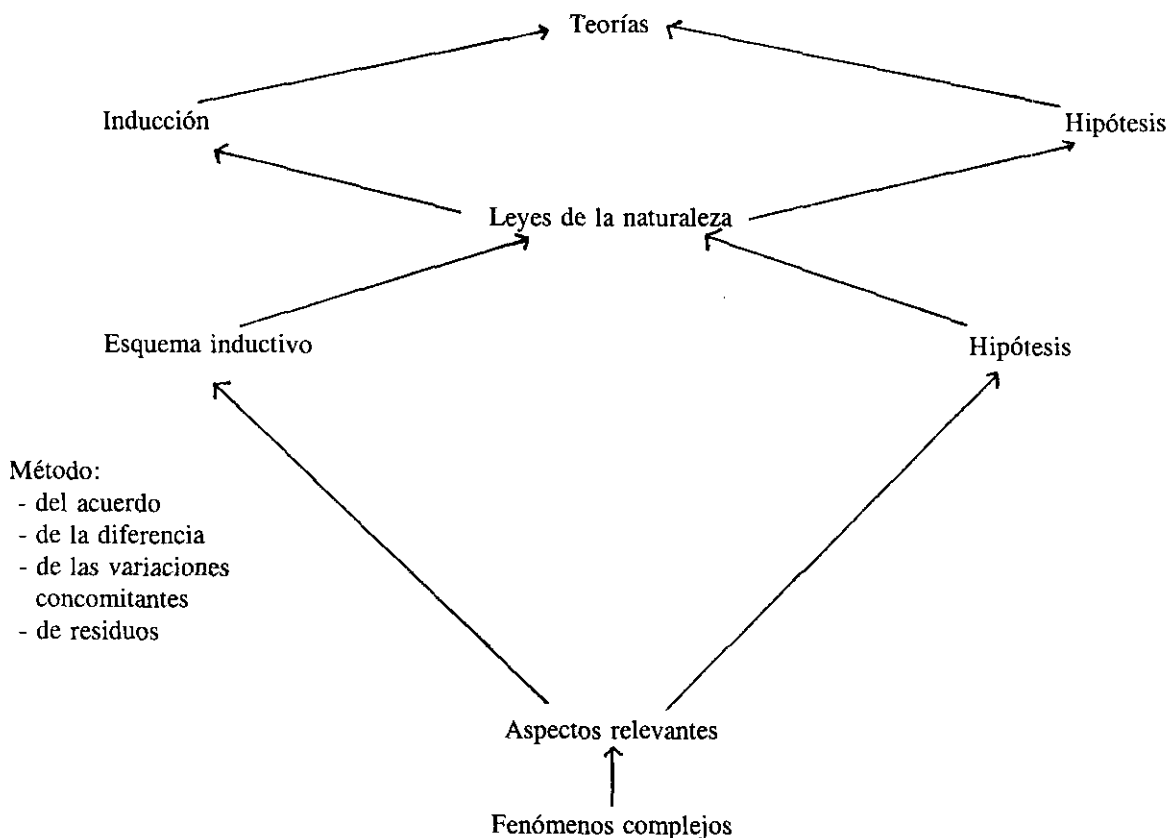 Teorías
Inducción
Hipótesis
Leyes de la naturaleza
Esquema inductivo
Hipótesis
Método:
- del acuerdo
- de la diferencia
- de las variaciones
concomitantes
- de residuos
Aspectos relevantes
Fenómenos complejos